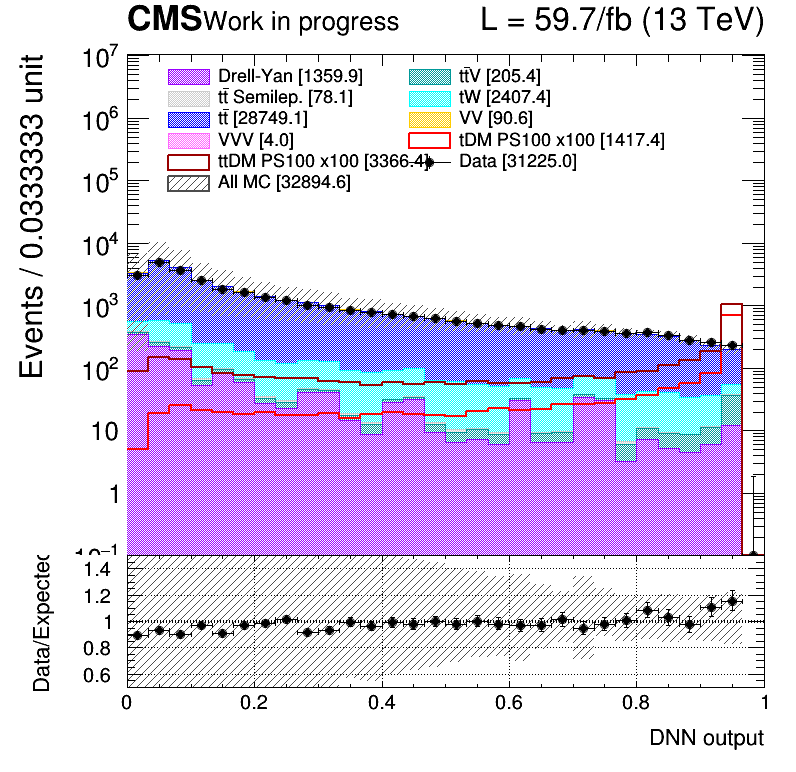 CMS Work in progress L = 59.7/fb (13 TeV)
Events / 0.0333333 unit
10⁷
10⁶
10⁵
10⁴
10³
10²
10
1
10⁻¹
Drell-Yan [1359.9] tt̄V [205.4]
tt̄ Semilep. [78.1] tW [2407.4]
tt̄ [28749.1] VV [90.6]
VVV [4.0] tDM PS100 x100 [1417.4]
ttDM PS100 x100 [3366.4] Data [31225.0]
All MC [32894.6]
Data/Expected
1.4
1.2
1
0.8
0.6
0 0.2 0.4 0.6 0.8 1
DNN output